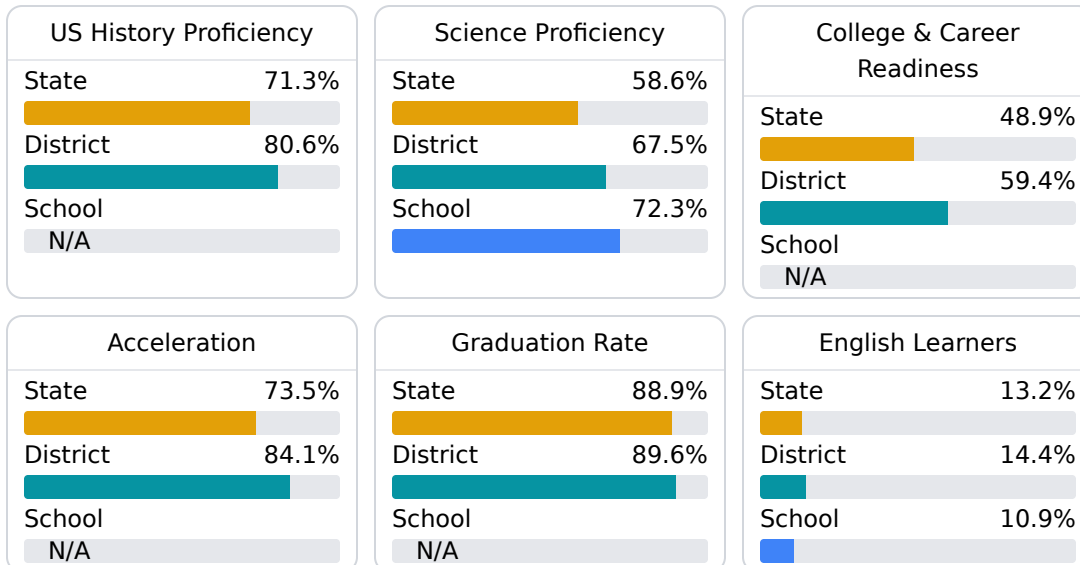 US History Proficiency
State 71.3%
District 80.6%
School
N/A
Science Proficiency
State 58.6%
District 67.5%
School 72.3%
College & Career
Readiness
State 48.9%
District 59.4%
School
N/A
Acceleration
State 73.5%
District 84.1%
School
N/A
Graduation Rate
State 88.9%
District 89.6%
School
N/A
English Learners
State 13.2%
District 14.4%
School 10.9%